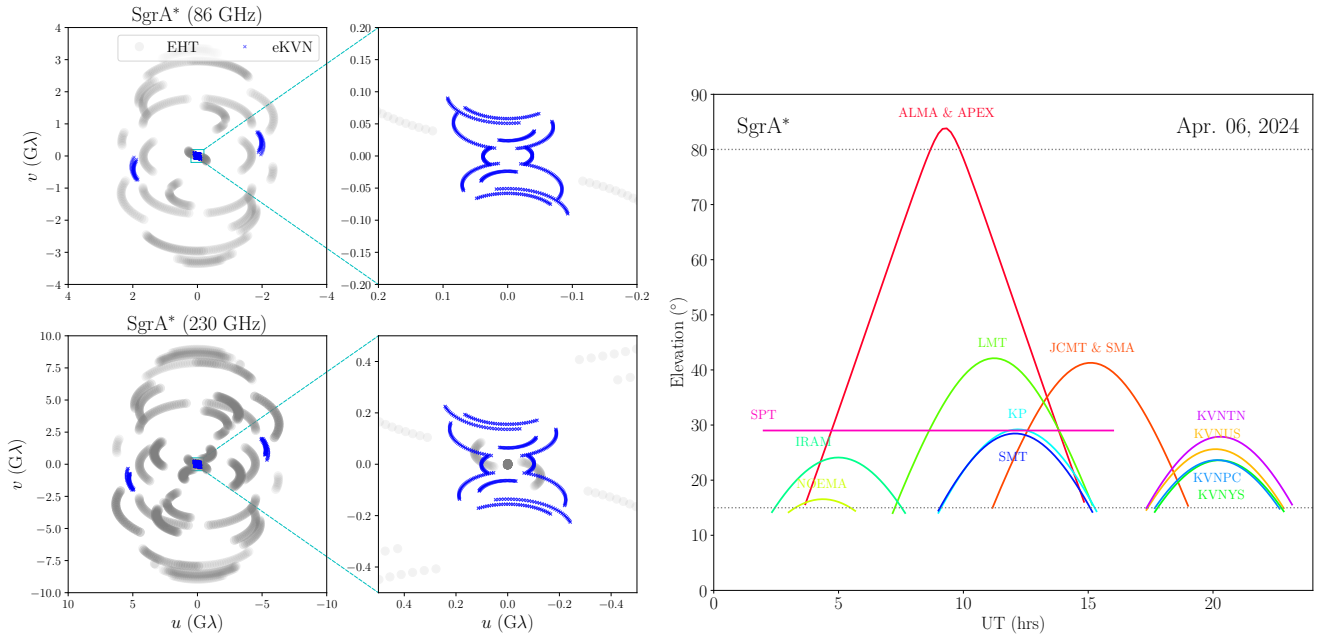 SgrA* (86 GHz)
EHT
eKVN
4
3
2
1
0
−1
−2
−3
−4
v (Gλ)
4
2
0
−2
−4
0.20
0.15
0.10
0.05
0.00
−0.05
−0.10
−0.15
−0.20
0.2
0.1
0.0
−0.1
−0.2
SgrA* (230 GHz)
10.0
7.5
5.0
2.5
0.0
−2.5
−5.0
−7.5
−10.0
v (Gλ)
10
5
0
−5
−10
u (Gλ)
0.4
0.2
0.0
−0.2
−0.4
0.4
0.2
0.0
−0.2
−0.4
u (Gλ)
SgrA*
Apr. 06, 2024
ALMA & APEX
LMT
JCMT & SMA
SPT
KP
IRAM
SMT
NOEMA
KVNTN
KVNUS
KVNPC
KVNYS
90
80
70
60
50
40
30
20
10
0
Elevation (°)
0
5
10
15
20
UT (hrs)